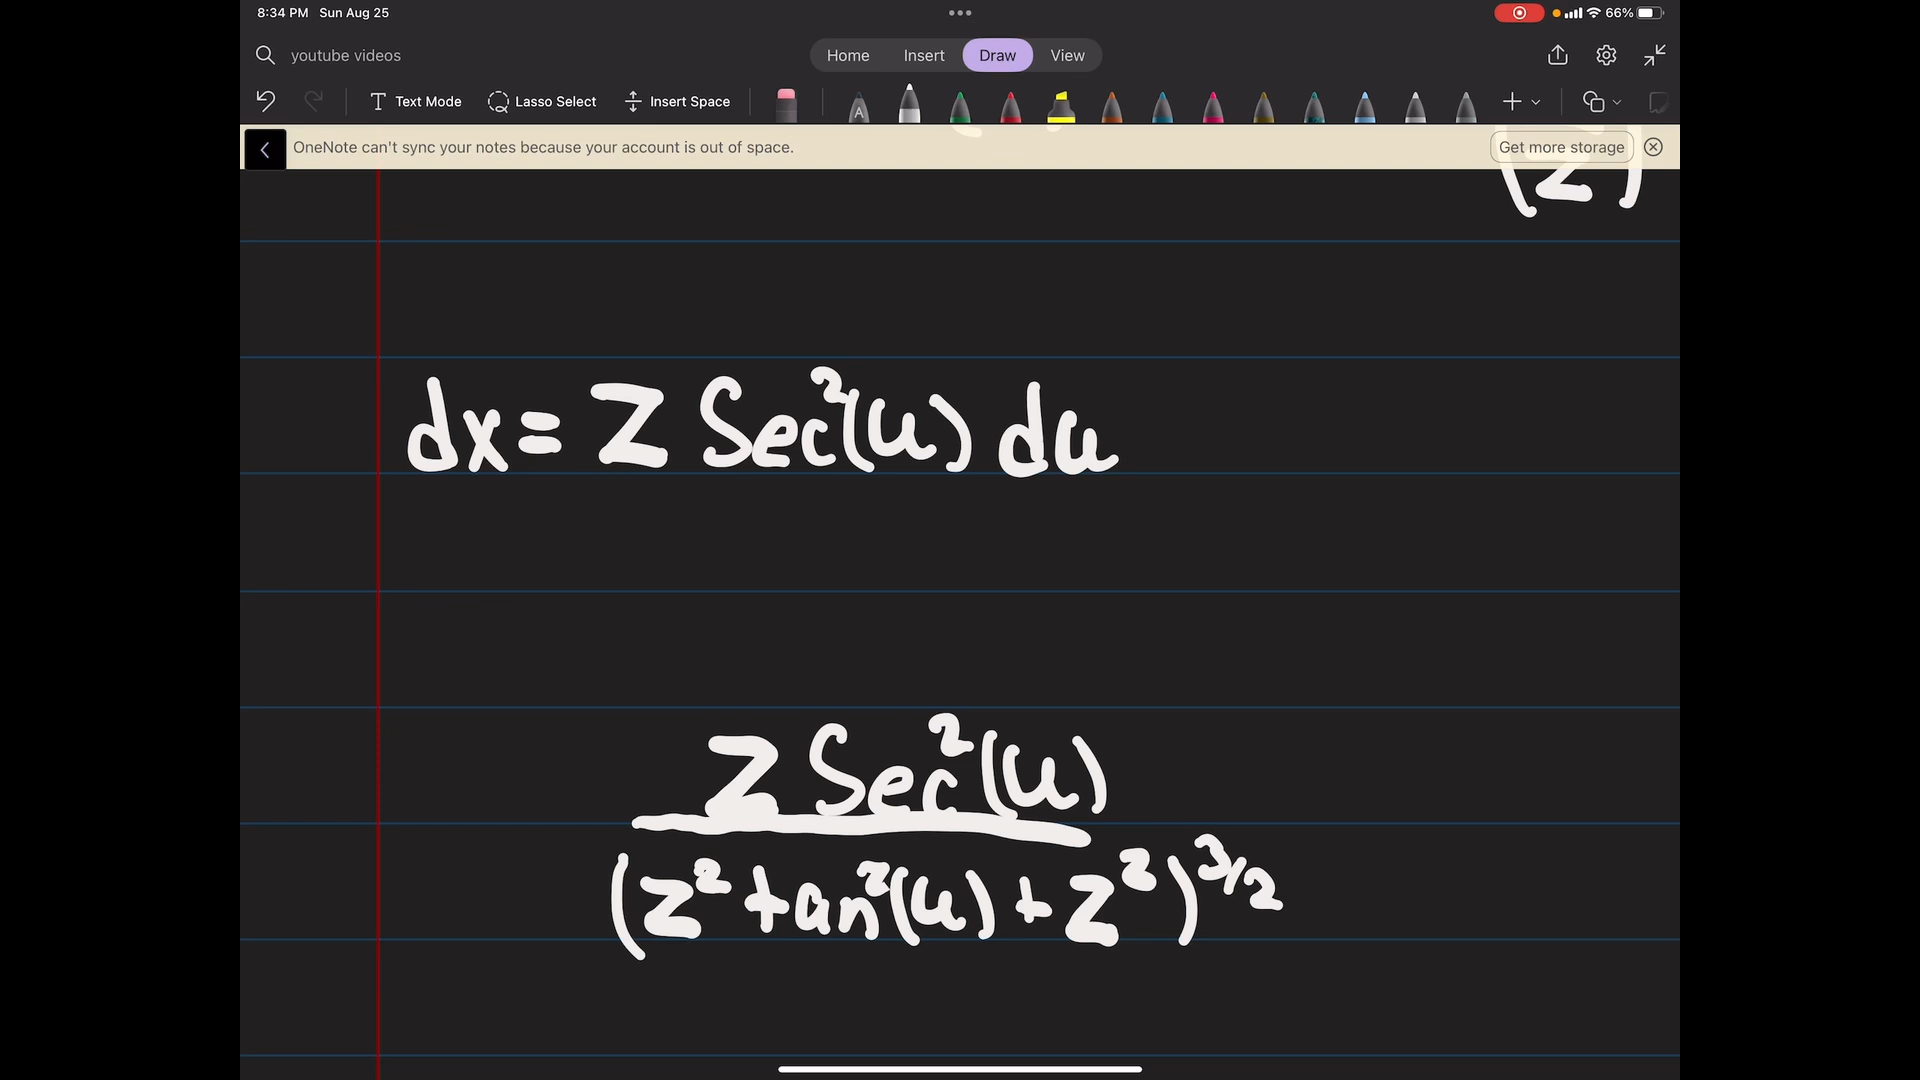 8:34 PM Sun Aug 25
66%
youtube videos
Home Insert Draw View
Text Mode Lasso Select Insert Space
A
OneNote can't sync your notes because your account is out of space.
Get more storage
(z)
dx= Z Sec²(u) du
Z Sec²(u)
(z² tan²(u) + z²)^3/2